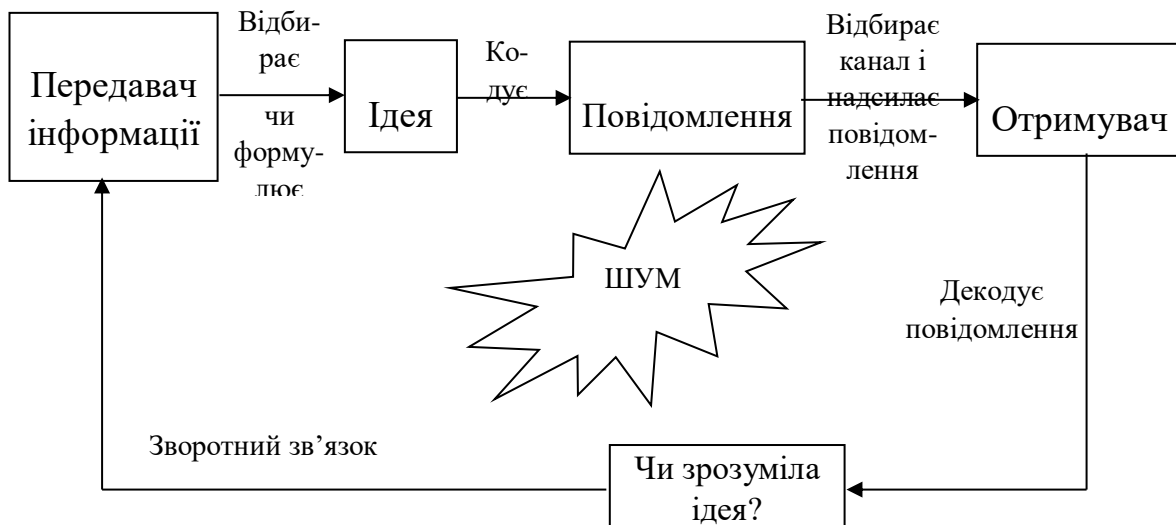 Передавач
інформації
Відби-
рає
чи
форму-
лює
Ідея
Ко-
дує
Повідомлення
Відбирає
канал і
надсилає
повідом-
лення
Отримувач
ШУМ
Декодує
повідомлення
Зворотний зв’язок
Чи зрозуміла
ідея?